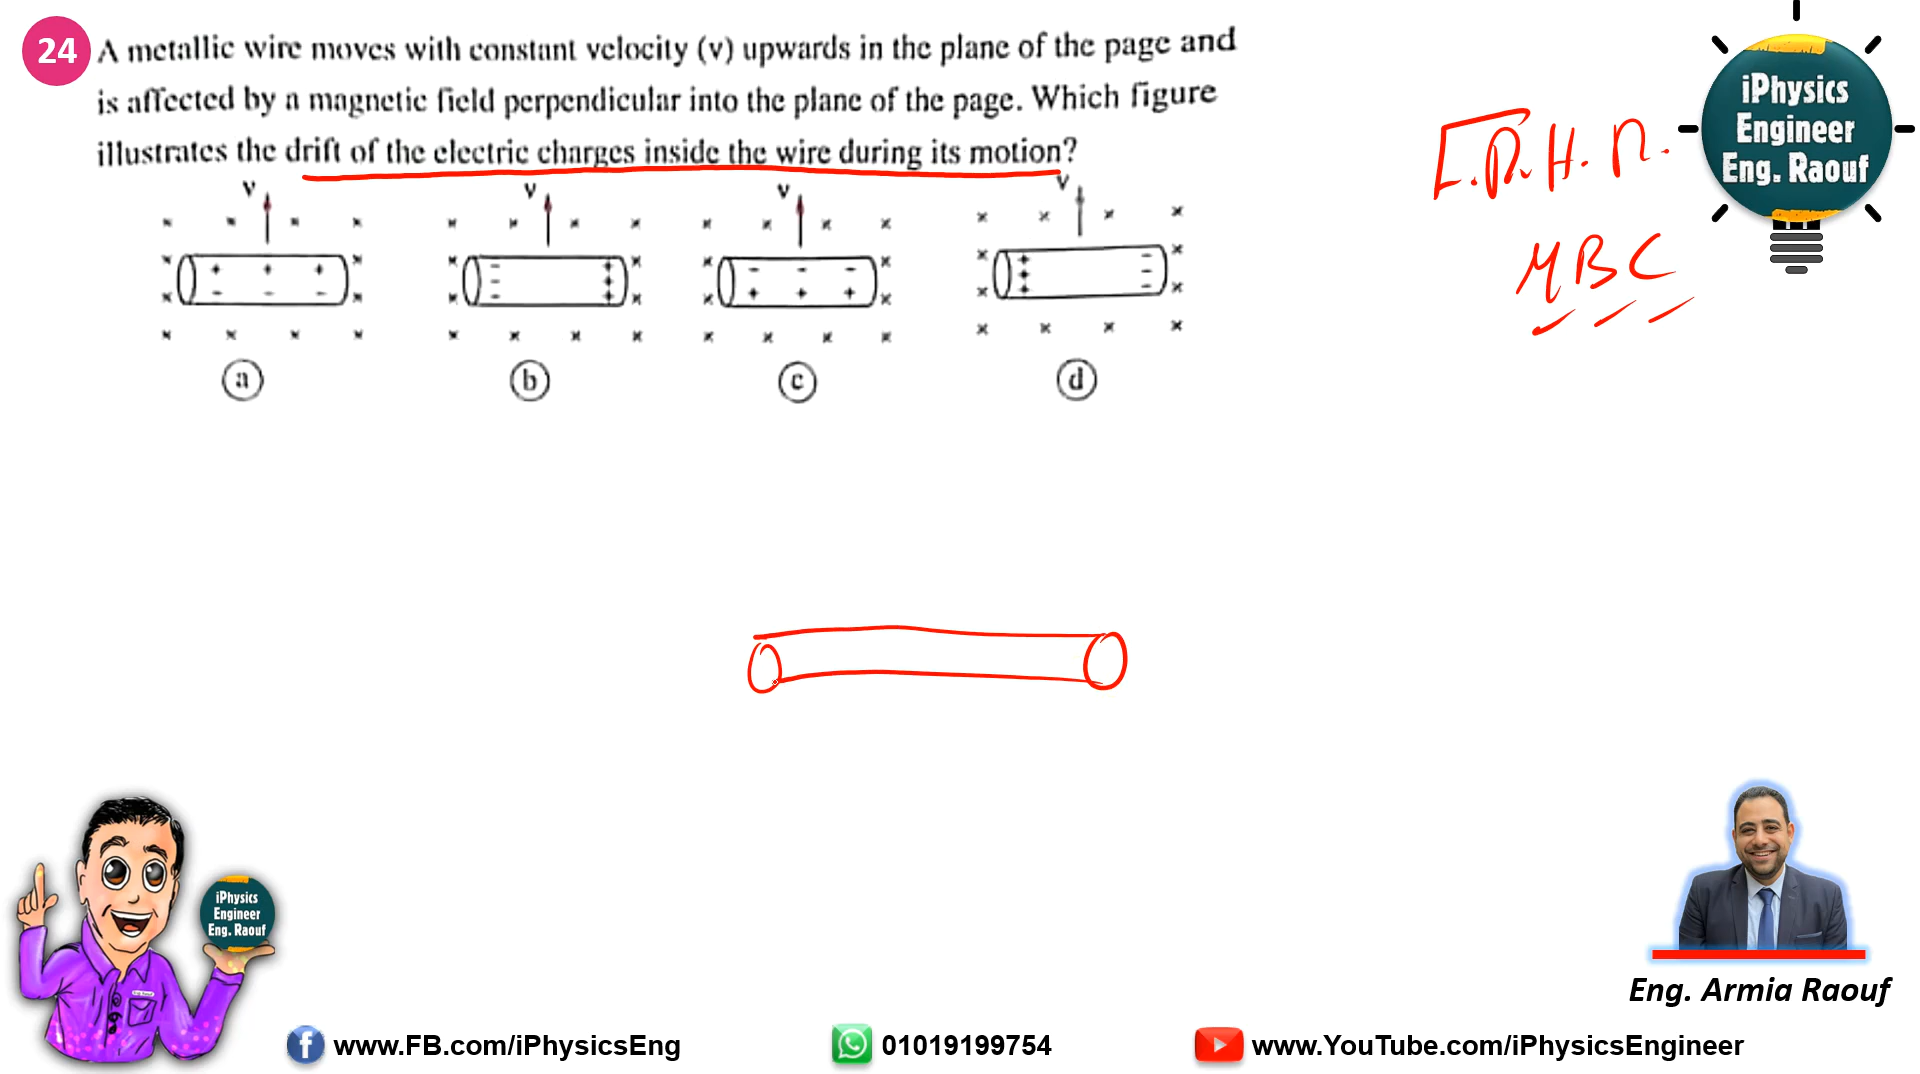 24 A metallic wire moves with constant velocity (v) upwards in the plane of the page and
is affected by a magnetic field perpendicular into the plane of the page. Which figure
illustrates the drift of the electric charges inside the wire during its motion?
v v v v
a b c d
F.R.H.R.
MBC
iPhysics
Engineer
Eng. Raouf
iPhysics
Engineer
Eng. Raouf
Eng. Armia Raouf
www.FB.com/iPhysicsEng 01019199754 www.YouTube.com/iPhysicsEngineer